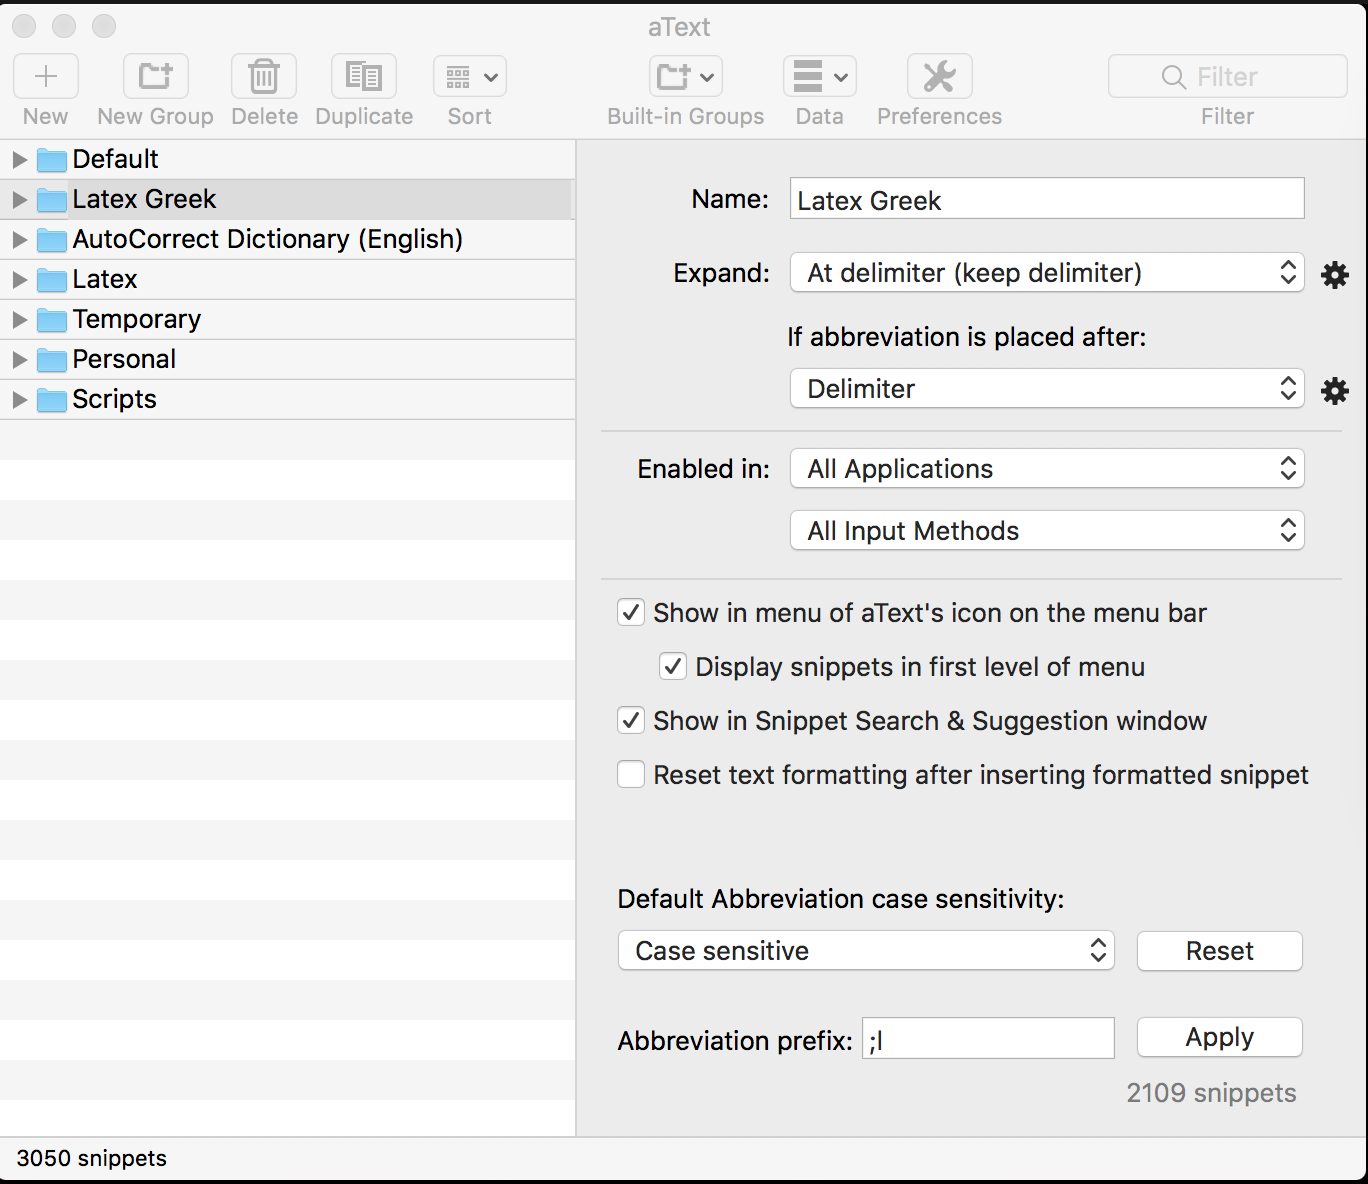 aText
New
New Group
Delete
Duplicate
Sort
Built-in Groups
Data
Preferences
Filter
Filter
Default
Latex Greek
AutoCorrect Dictionary (English)
Latex
Temporary
Personal
Scripts
Name: Latex Greek
Expand: At delimiter (keep delimiter)
If abbreviation is placed after:
Delimiter
Enabled in: All Applications
All Input Methods
Show in menu of aText's icon on the menu bar
Display snippets in first level of menu
Show in Snippet Search & Suggestion window
Reset text formatting after inserting formatted snippet
Default Abbreviation case sensitivity:
Case sensitive Reset
Abbreviation prefix: ;l Apply
2109 snippets
3050 snippets